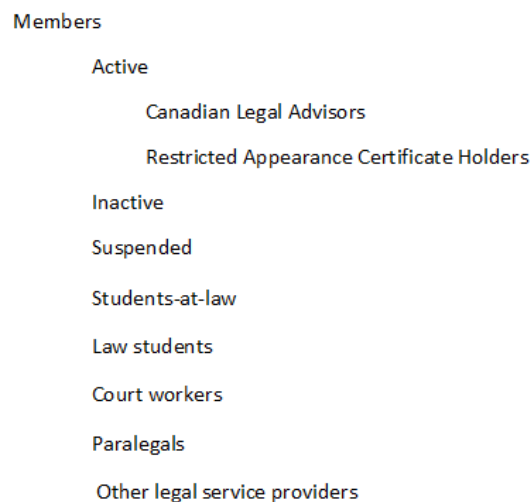 Members
Active
Canadian Legal Advisors
Restricted Appearance Certificate Holders
Inactive
Suspended
Students-at-law
Law students
Court workers
Paralegals
Other legal service providers